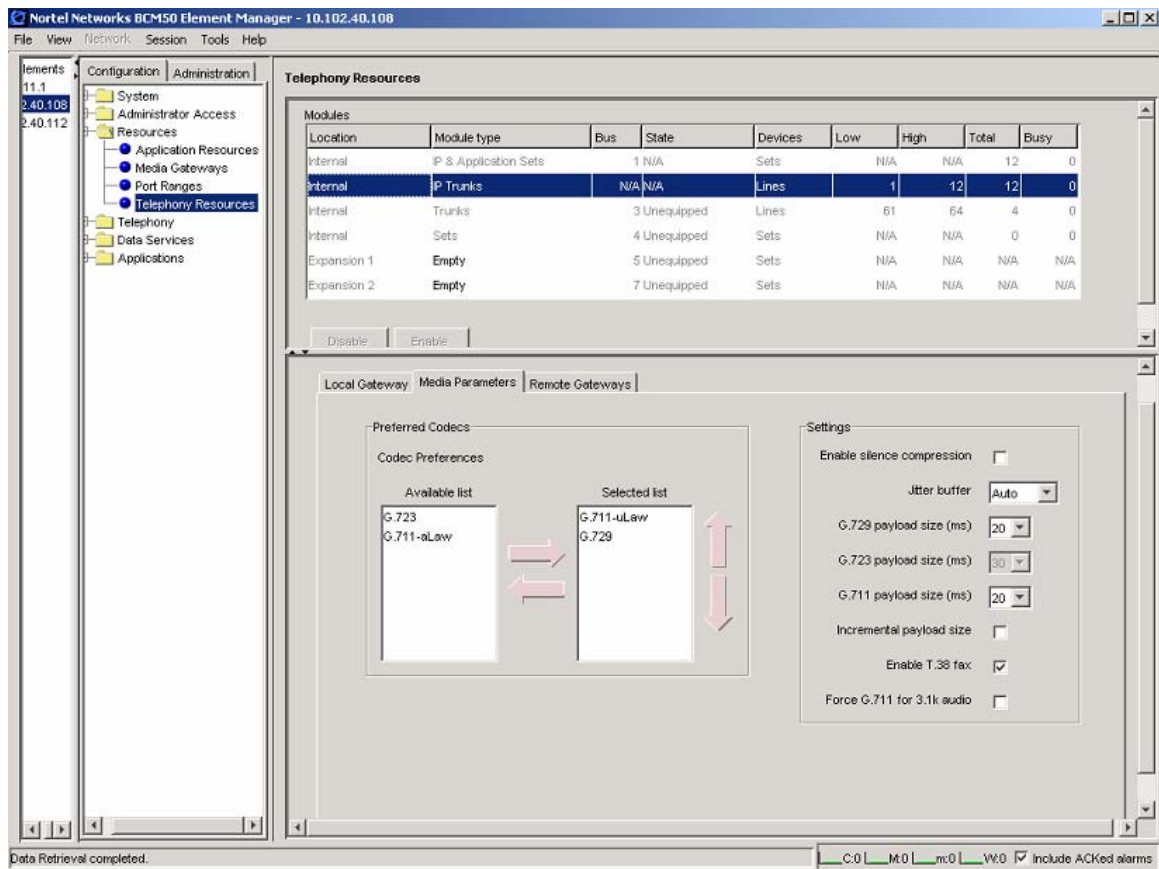 Nortel Networks BCM50 Element Manager - 10.102.40.108
File View Network Session Tools Help
lements
11.1
2.40.108
2.40.112
Configuration Administration
System
Administrator Access
Resources
Application Resources
Media Gateways
Port Ranges
Telephony Resources
Telephony
Data Services
Applications
Telephony Resources
Modules
Location Module type Bus State Devices Low High Total Busy
Internal IP & Application Sets 1 N/A Sets N/A N/A 12 0
Internal IP Trunks N/A N/A Lines 1 12 12 0
Internal Trunks 3 Unequipped Lines 61 64 4 0
Internal Sets 4 Unequipped Sets N/A N/A 0 0
Expansion 1 Empty 5 Unequipped Sets N/A N/A N/A N/A
Expansion 2 Empty 7 Unequipped Sets N/A N/A N/A N/A
Disable Enable
Local Gateway Media Parameters Remote Gateways
Preferred Codecs
Codec Preferences
Available list
G.723
G.711-aLaw
Selected list
G.711-uLaw
G.729
Settings
Enable silence compression
Jitter buffer Auto
G.729 payload size (ms) 20
G.723 payload size (ms) 30
G.711 payload size (ms) 20
Incremental payload size
Enable T.38 fax
Force G.711 for 3.1k audio
Data Retrieval completed.
C:0 M:0 m:0 W:0 Include ACKed alarms